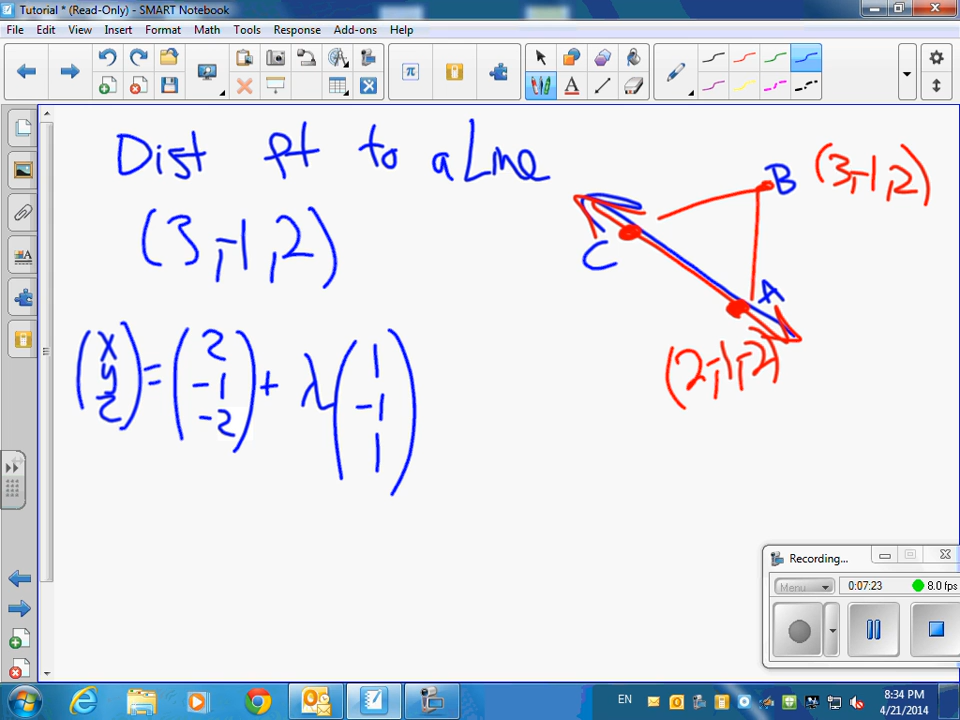 Tutorial * (Read-Only) - SMART Notebook
File Edit View Insert Format Math Tools Response Add-ons Help
π
A
Dist pt to a Line
(3,-1,2)
B (3,-1,2)
C
A
(2,-1,-2)
(x y z) = (2 -1 -2) + λ (1 -1 1)
Recording...
Menu 0:07:23 8.0 fps
EN 8:34 PM
4/21/2014